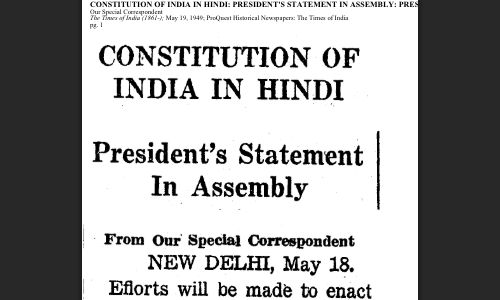 CONSTITUTION OF INDIA IN HINDI: PRESIDENT'S STATEMENT IN ASSEMBLY: PRES
Our Special Correspondent
The Times of India (1861-); May 19, 1949; ProQuest Historical Newspapers: The Times of India
pg. 1
CONSTITUTION OF
INDIA IN HINDI
President's Statement
In Assembly
From Our Special Correspondent
NEW DELHI, May 18.
Efforts will be made to enact